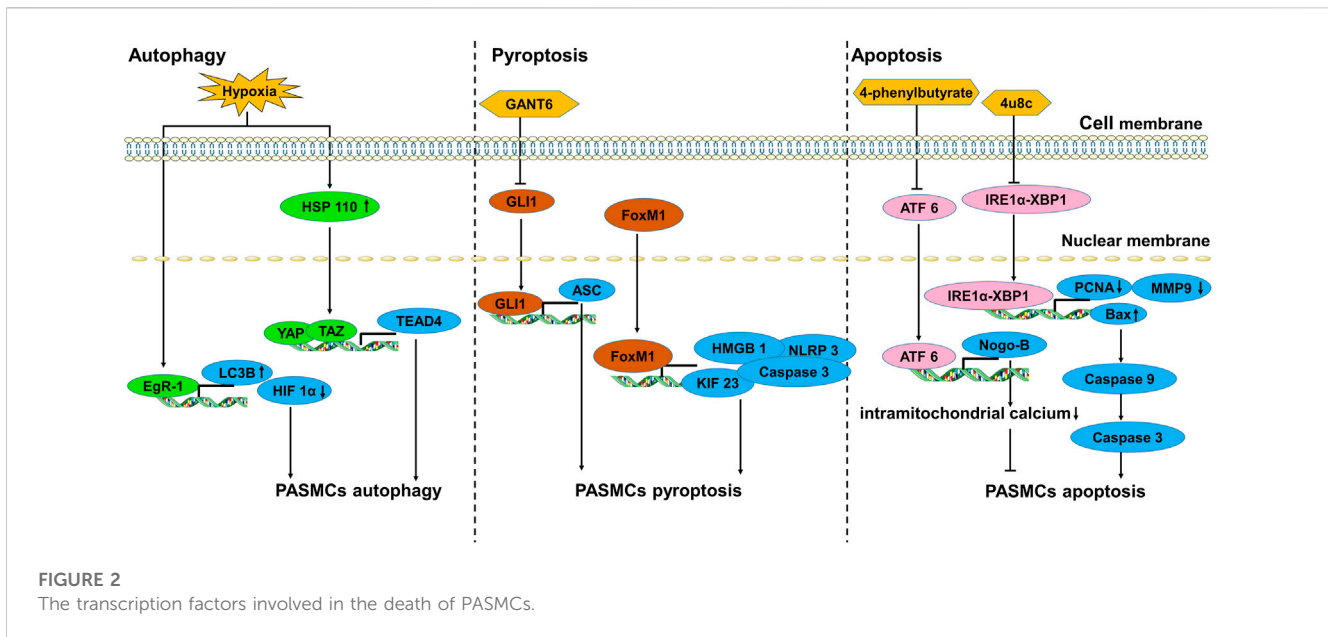 Autophagy
Hypoxia
HSP 110 ↑
YAP
TAZ
TEAD4
EgR-1
LC3B ↑
HIF 1α ↓
PASMCs autophagy
Pyroptosis
GANT6
GLI1
FoxM1
GLI1
ASC
FoxM1
HMGB 1
NLRP 3
Caspase 3
KIF 23
PASMCs pyroptosis
Apoptosis
4-phenylbutyrate
4u8c
Cell membrane
ATF 6
IRE1α-XBP1
Nuclear membrane
IRE1α-XBP1
PCNA ↓
MMP9 ↓
Bax ↑
ATF 6
Nogo-B
Caspase 9
intramitochondrial calcium ↓
Caspase 3
PASMCs apoptosis
FIGURE 2
The transcription factors involved in the death of PASMCs.